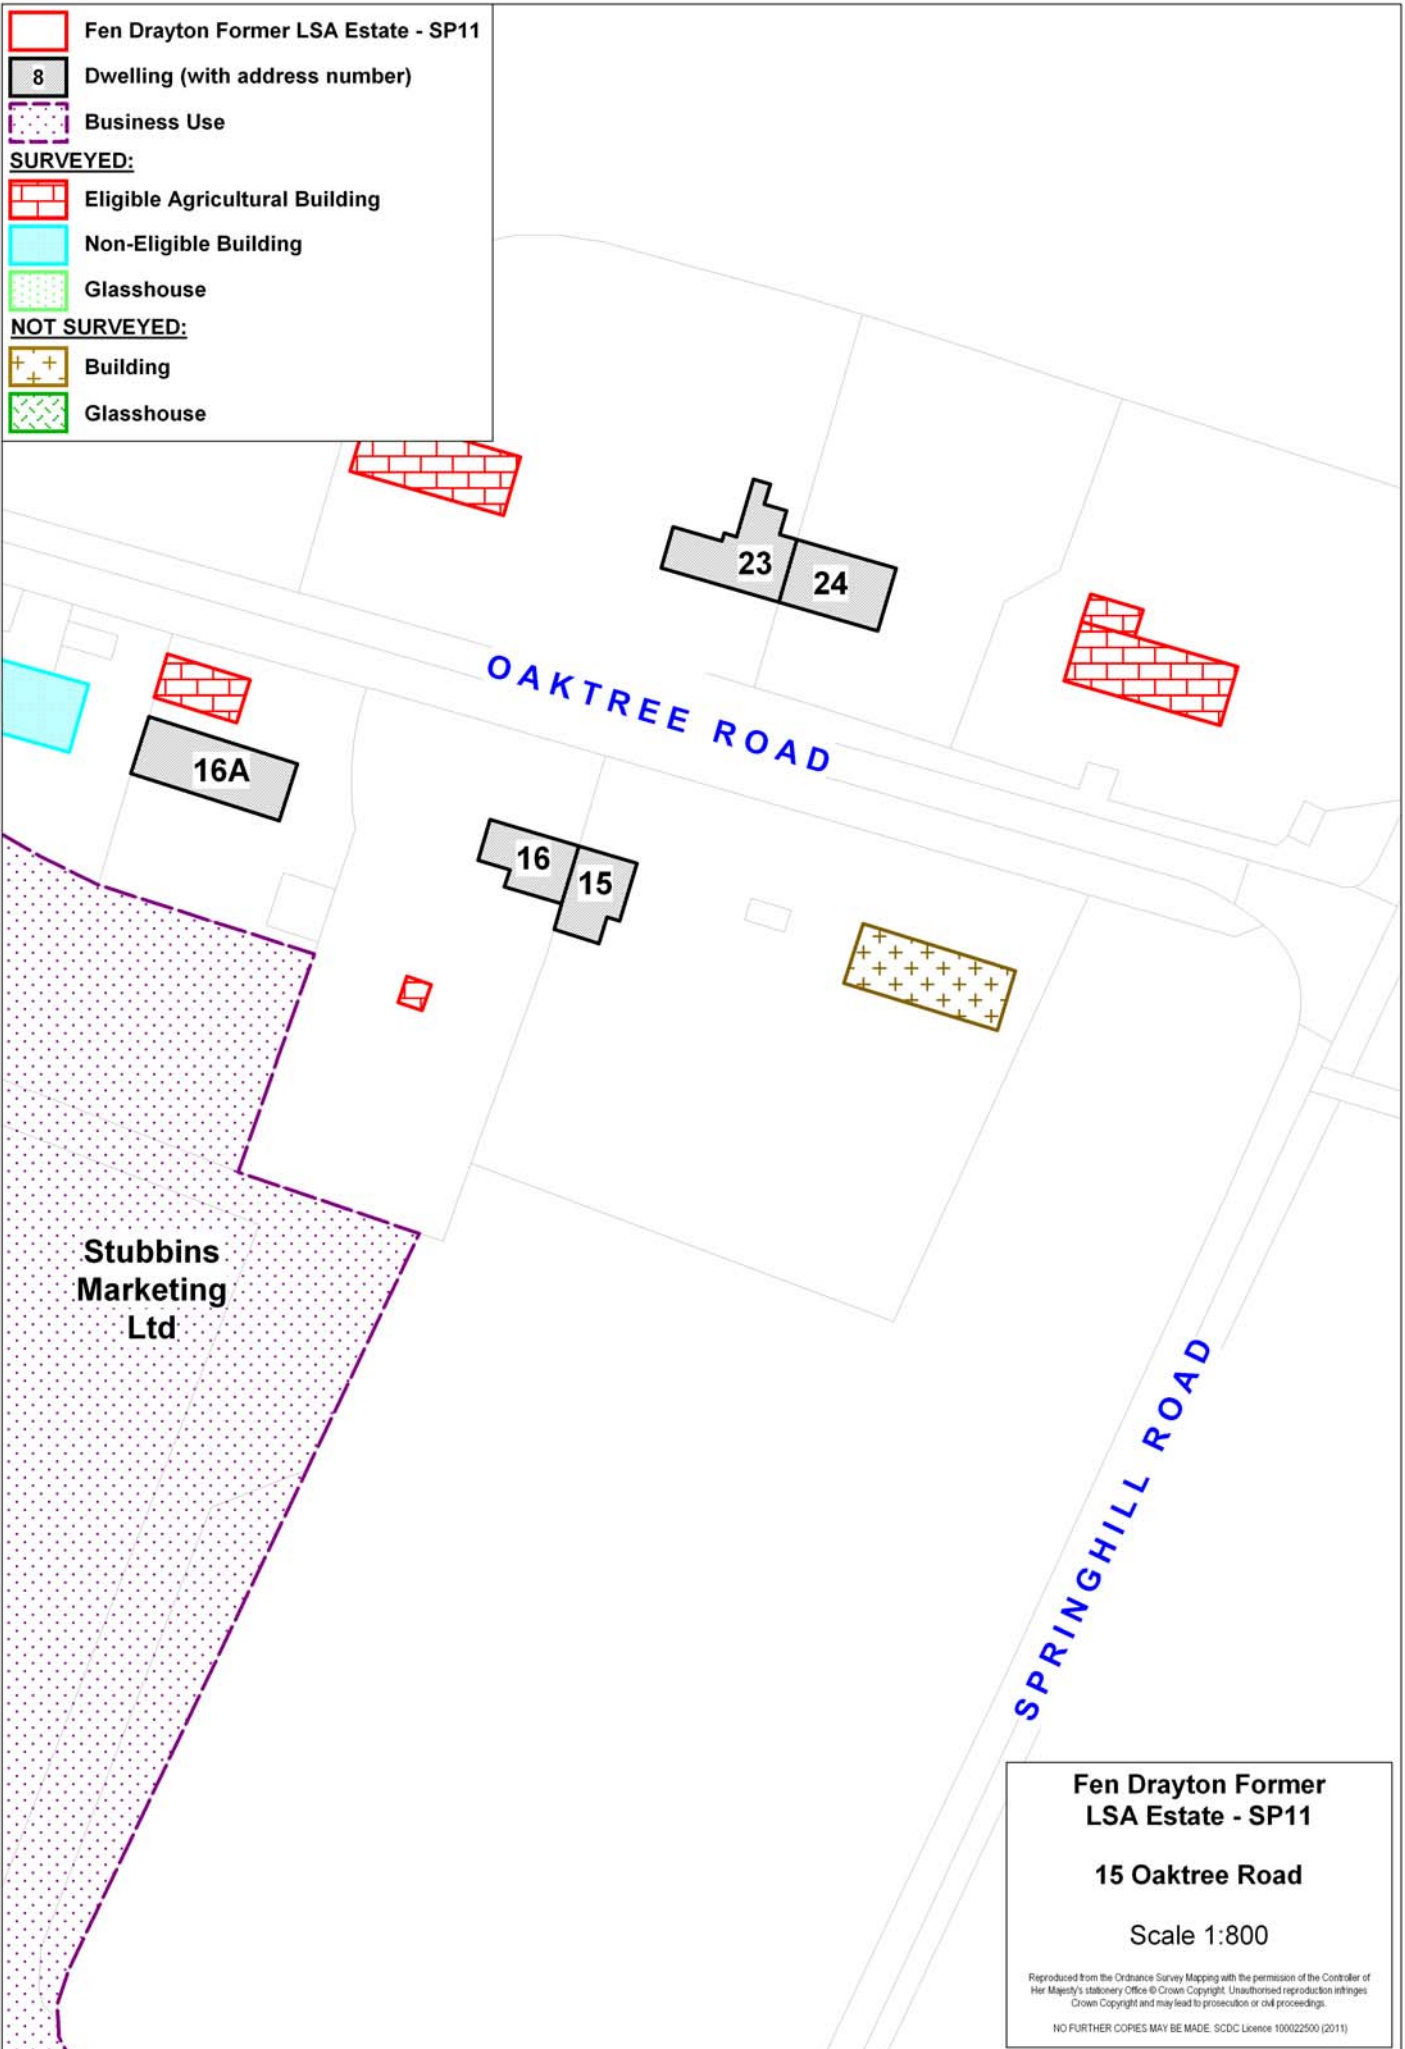 Fen Drayton Former LSA Estate - SP11
8 Dwelling (with address number)
Business Use
SURVEYED:
Eligible Agricultural Building
Non-Eligible Building
Glasshouse
NOT SURVEYED:
Building
Glasshouse
23
24
OAKTREE ROAD
16A
16
15
Stubbins
Marketing
Ltd
SPRINGHILL ROAD
Fen Drayton Former
LSA Estate - SP11
15 Oaktree Road
Scale 1:800
Reproduced from the Ordnance Survey Mapping with the permission of the Controller of
Her Majesty's stationery Office © Crown Copyright. Unauthorised reproduction infringes
Crown Copyright and may lead to prosecution or civil proceedings.
NO FURTHER COPIES MAY BE MADE. SCDC Licence 100022500 (2011)